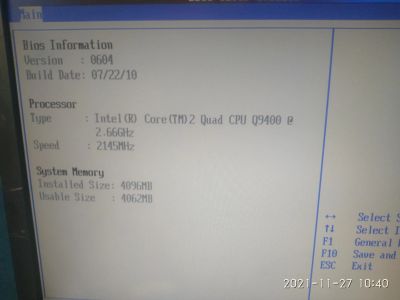 Main
Bios Information
Version : 0604
Build Date: 07/22/10
Processor
Type : Intel(R) Core(TM)2 Quad CPU Q9400 @
2.66GHz
Speed : 2145MHz
System Memory
Installed Size: 4096MB
Usable Size : 4062MB
↔ Select S
↑↓ Select I
F1 General
F10 Save and
ESC Exit
2021-11-27 10:40